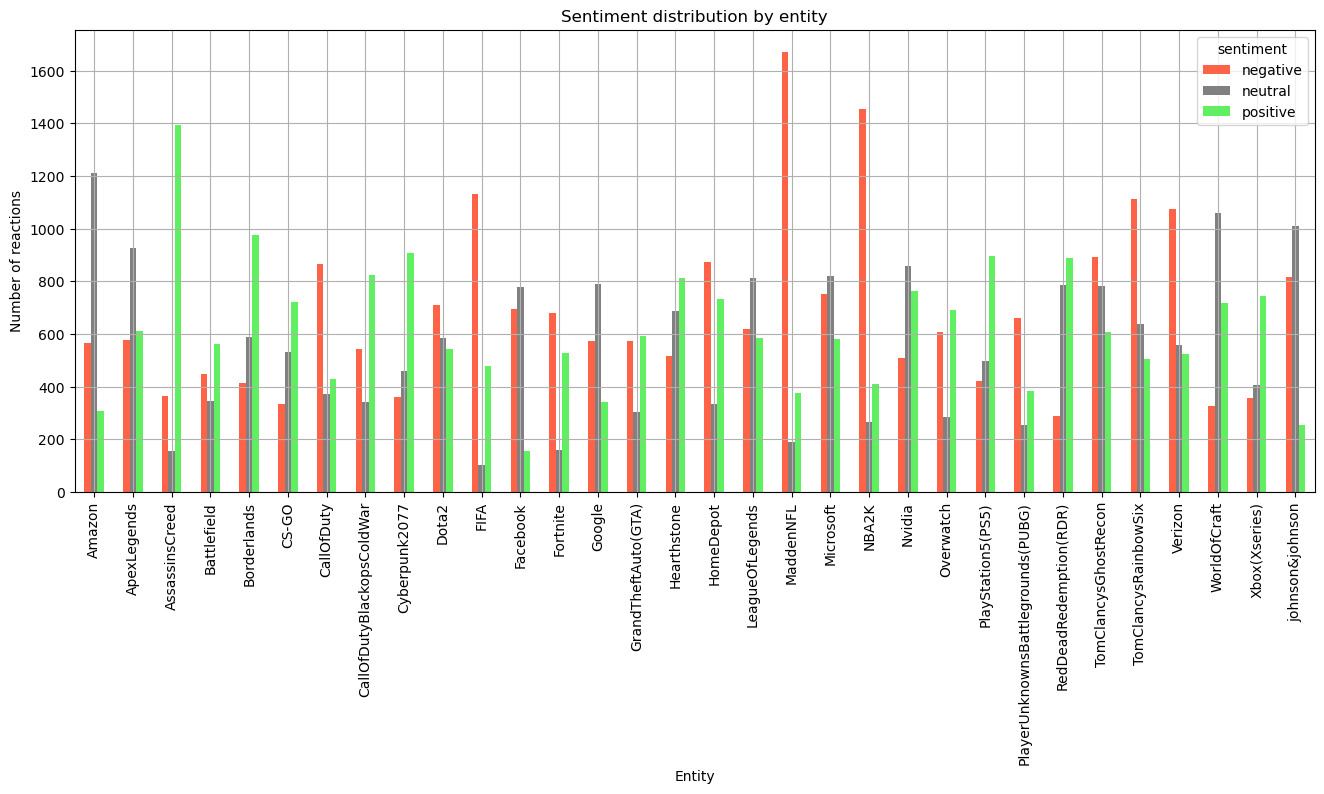 Sentiment distribution by entity
sentiment
negative
neutral
positive
Number of reactions
1600
1400
1200
1000
800
600
400
200
0
Amazon
ApexLegends
AssassinsCreed
Battlefield
Borderlands
CS-GO
CallOfDuty
CallOfDutyBlackopsColdWar
Cyberpunk2077
Dota2
FIFA
Facebook
Fortnite
Google
GrandTheftAuto(GTA)
Hearthstone
HomeDepot
LeagueOfLegends
MaddenNFL
Microsoft
NBA2K
Nvidia
Overwatch
PlayStation5(PS5)
PlayerUnknownsBattlegrounds(PUBG)
RedDeadRedemption(RDR)
TomClancysGhostRecon
TomClancysRainbowSix
Verizon
WorldOfCraft
Xbox(Xseries)
johnson&johnson
Entity